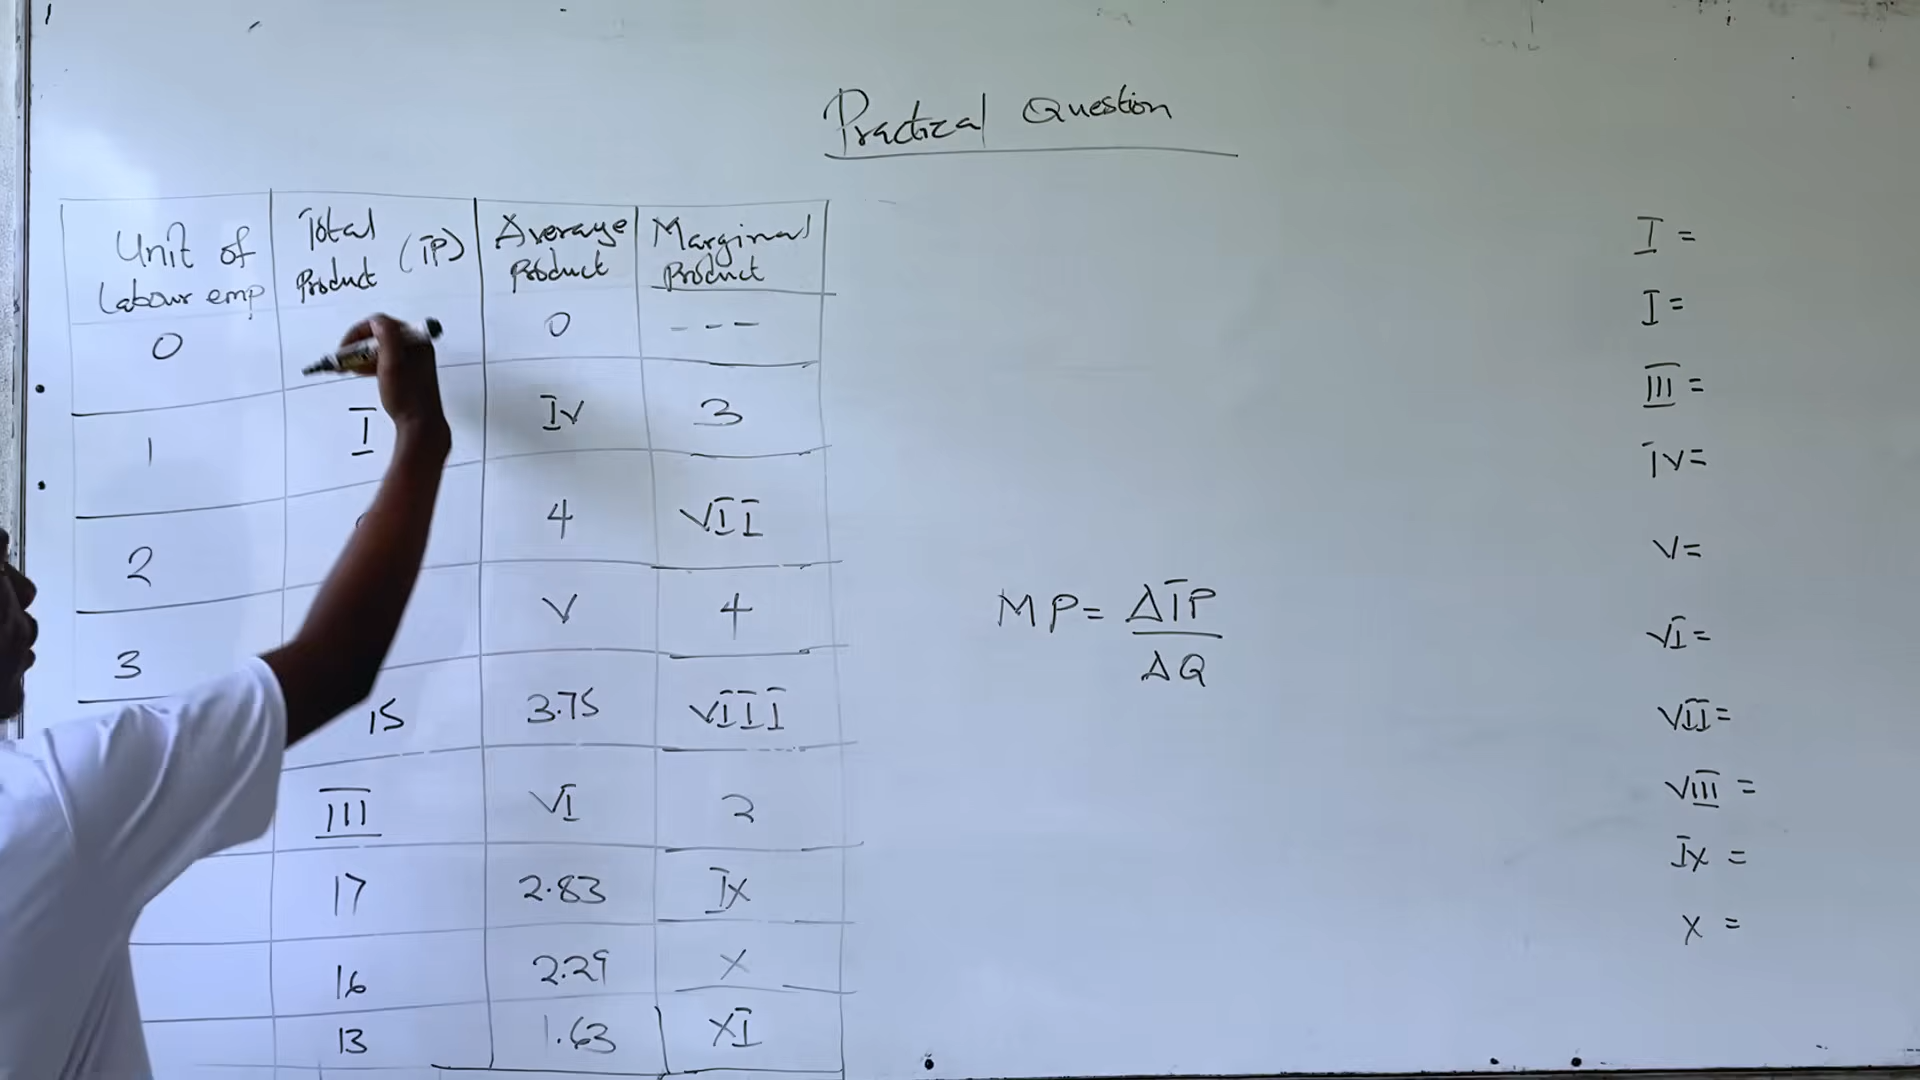 Practical Question
Unit of Labour emp | Total Product (TP) | Average Product | Marginal Product
0 | 0 | ---
1 | I | IV | 3
2 | 4 | VII
3 | V | 4
15 | 3.75 | VIII
III | VI | 2
17 | 2.83 | IX
16 | 2.29 | X
13 | 1.63 | XI
MP = ΔTP
ΔQ
I =
I =
III =
IV =
V =
VI =
VII =
VIII =
IX =
X =